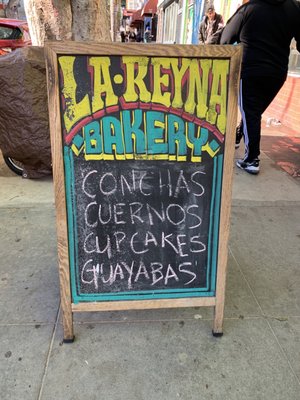 LA·REYNA
BAKERY
CONCHAS
CUERNOS
CUPCAKES
GUAYABAS